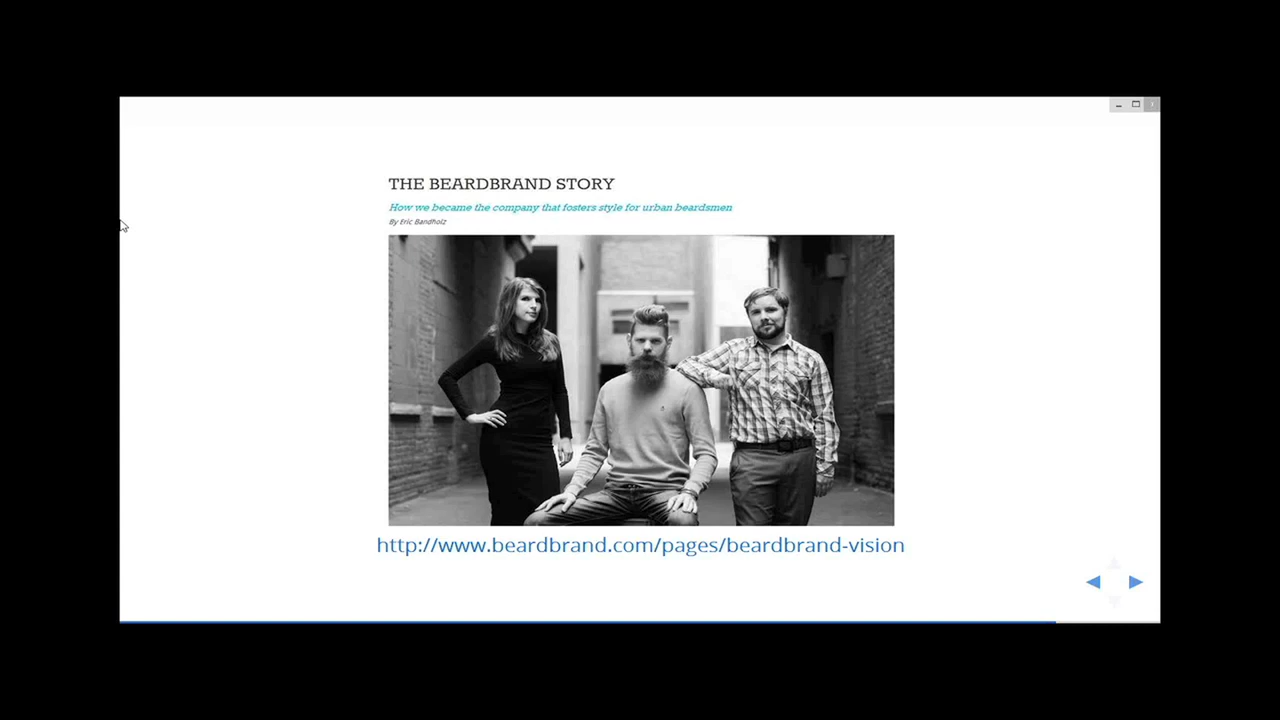 THE BEARDBRAND STORY
How we became the company that fosters style for urban beardsmen
By Eric Bandholz
http://www.beardbrand.com/pages/beardbrand-vision